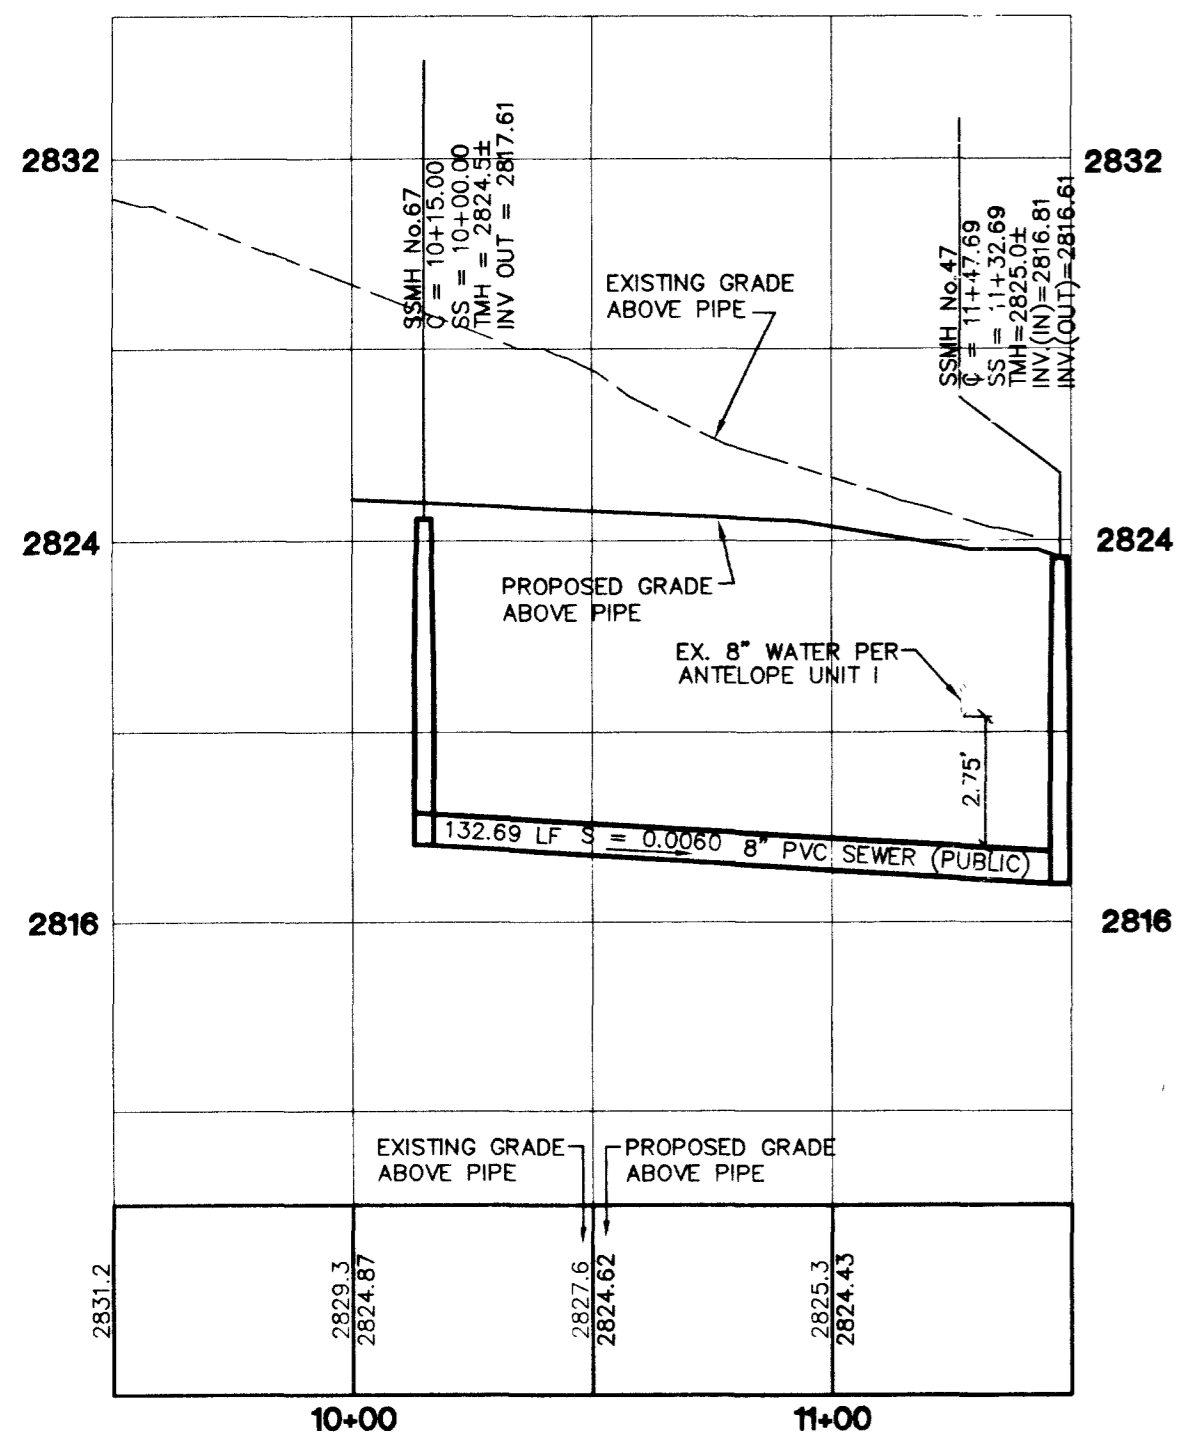 2832
2832
SSMH No.67
₵ = 10+15.00
SS = 10+00.00
TMH = 2824.5±
INV OUT = 2817.61
SSMH No.47
₵ = 11+47.69
SS = 11+32.69
TMH=2825.0±
INV.(IN)=2816.81
INV.(OUT)=2816.61
EXISTING GRADE
ABOVE PIPE
2824
2824
PROPOSED GRADE
ABOVE PIPE
EX. 8" WATER PER
ANTELOPE UNIT 1
2.75'
132.69 LF S = 0.0060 8" PVC SEWER (PUBLIC)
2816
2816
EXISTING GRADE
ABOVE PIPE
PROPOSED GRADE
ABOVE PIPE
2831.2
2829.3
2824.87
2827.6
2824.62
2825.3
2824.43
10+00
11+00